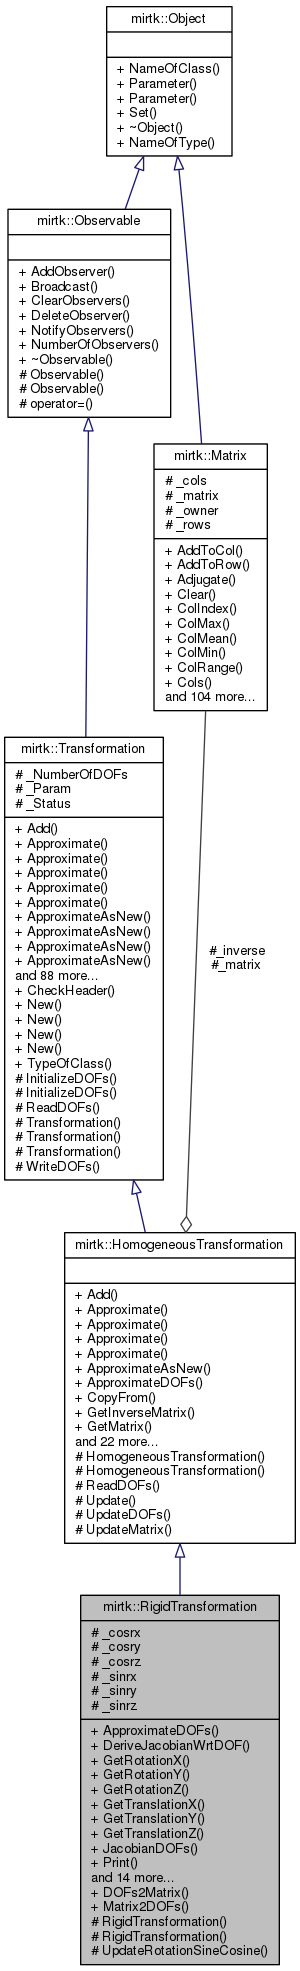 mirtk::Object
+ NameOfClass()
+ Parameter()
+ Parameter()
+ Set()
+ ~Object()
+ NameOfType()
mirtk::Observable
+ AddObserver()
+ Broadcast()
+ ClearObservers()
+ DeleteObserver()
+ NotifyObservers()
+ NumberOfObservers()
+ ~Observable()
# Observable()
# Observable()
# operator=()
mirtk::Matrix
# _cols
# _matrix
# _owner
# _rows
+ AddToCol()
+ AddToRow()
+ Adjugate()
+ Clear()
+ ColIndex()
+ ColMax()
+ ColMean()
+ ColMin()
+ ColRange()
+ Cols()
and 104 more...
mirtk::Transformation
# _NumberOfDOFs
# _Param
# _Status
+ Add()
+ Approximate()
+ Approximate()
+ Approximate()
+ Approximate()
+ Approximate()
+ ApproximateAsNew()
+ ApproximateAsNew()
+ ApproximateAsNew()
+ ApproximateAsNew()
and 88 more...
+ CheckHeader()
+ New()
+ New()
+ New()
+ New()
+ TypeOfClass()
# InitializeDOFs()
# InitializeDOFs()
# ReadDOFs()
# Transformation()
# Transformation()
# Transformation()
# WriteDOFs()
#_inverse
#_matrix
mirtk::HomogeneousTransformation
+ Add()
+ Approximate()
+ Approximate()
+ Approximate()
+ Approximate()
+ ApproximateAsNew()
+ ApproximateDOFs()
+ CopyFrom()
+ GetInverseMatrix()
+ GetMatrix()
and 22 more...
# HomogeneousTransformation()
# HomogeneousTransformation()
# ReadDOFs()
# Update()
# UpdateDOFs()
# UpdateMatrix()
mirtk::RigidTransformation
# _cosrx
# _cosry
# _cosrz
# _sinrx
# _sinry
# _sinrz
+ ApproximateDOFs()
+ DeriveJacobianWrtDOF()
+ GetRotationX()
+ GetRotationY()
+ GetRotationZ()
+ GetTranslationX()
+ GetTranslationY()
+ GetTranslationZ()
+ JacobianDOFs()
+ Print()
and 14 more...
+ DOFs2Matrix()
+ Matrix2DOFs()
# RigidTransformation()
# RigidTransformation()
# UpdateRotationSineCosine()